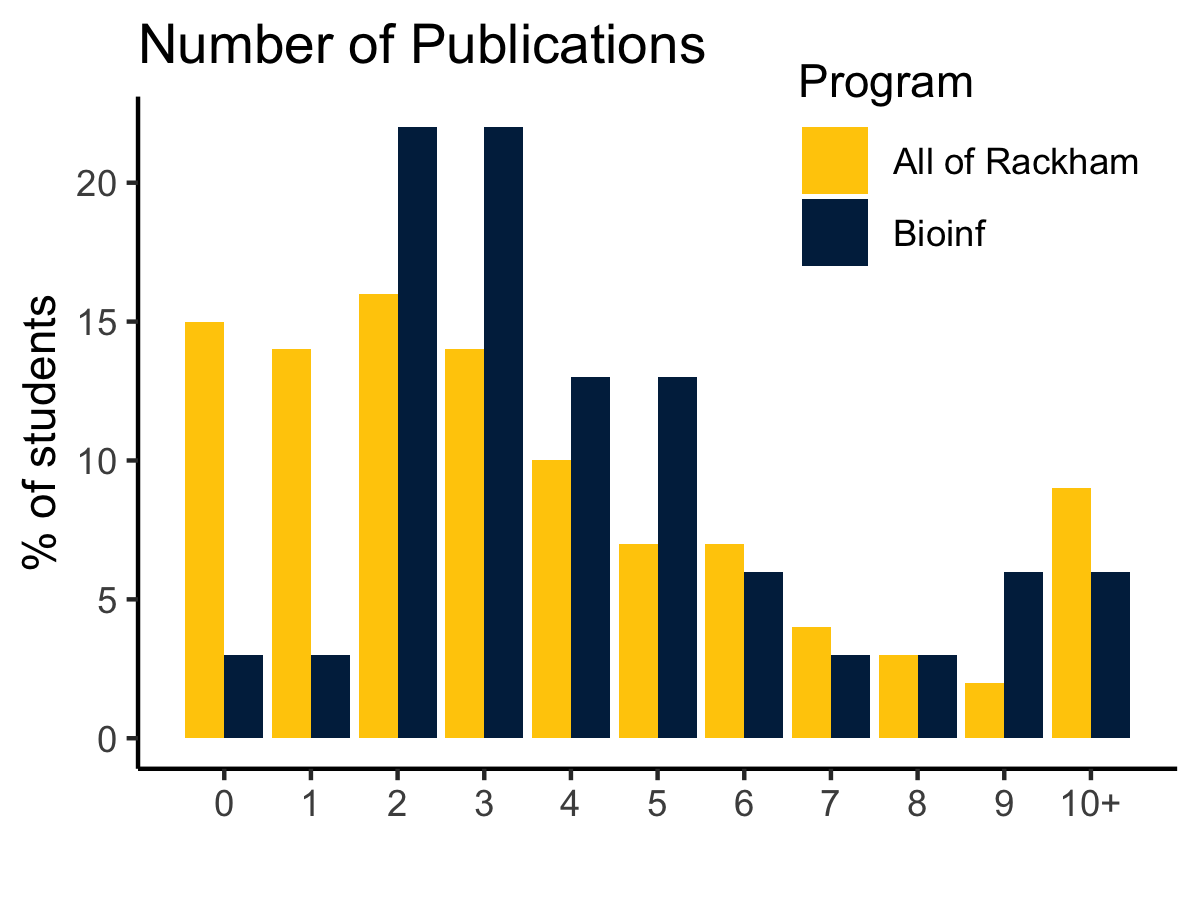 Number of Publications
Program
All of Rackham
Bioinf
% of students
20
15
10
5
0
0 1 2 3 4 5 6 7 8 9 10+